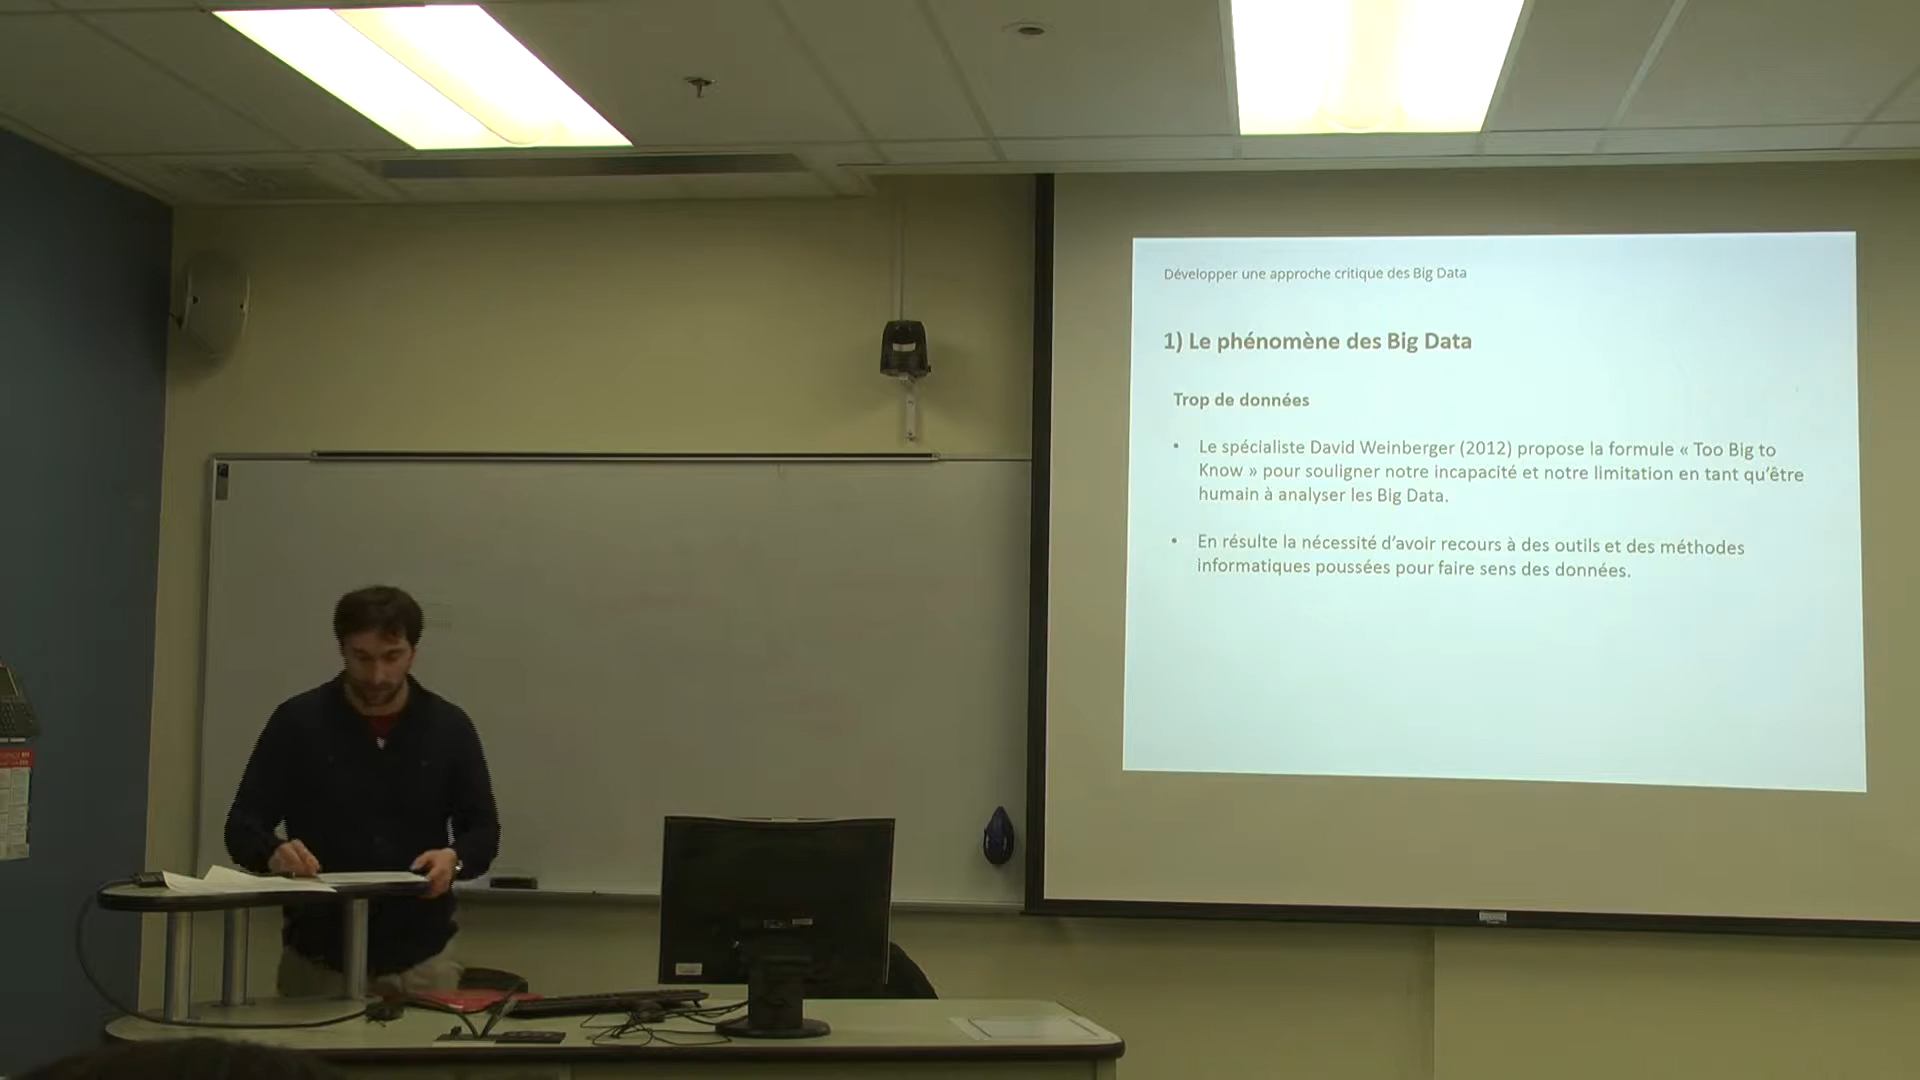 Développer une approche critique des Big Data
1) Le phénomène des Big Data
Trop de données
• Le spécialiste David Weinberger (2012) propose la formule « Too Big to
Know » pour souligner notre incapacité et notre limitation en tant qu'être
humain à analyser les Big Data.
• En résulte la nécessité d'avoir recours à des outils et des méthodes
informatiques poussées pour faire sens des données.